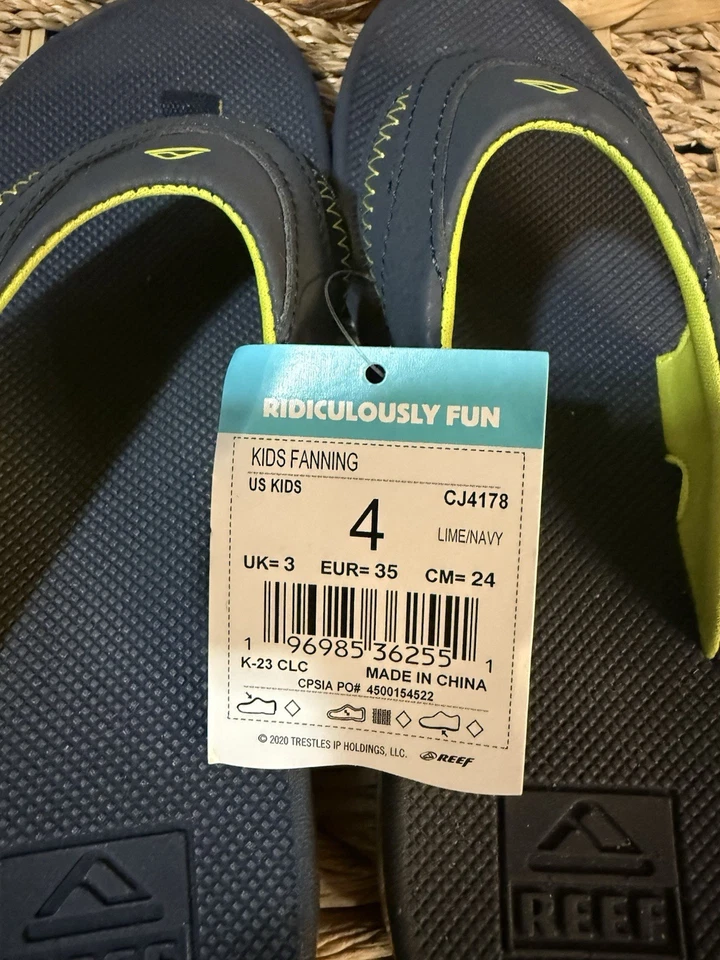 RIDICULOUSLY FUN
KIDS FANNING
US KIDS
CJ4178
4
LIME/NAVY
UK= 3 EUR= 35 CM= 24
1 96985 36255 1
K-23 CLC MADE IN CHINA
CPSIA PO# 4500154522
© 2020 TRESTLES IP HOLDINGS, LLC. REEF
REEF